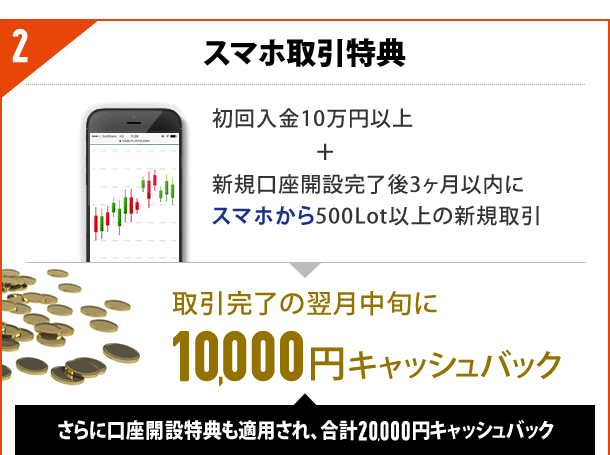 2
スマホ取引特典
初回入金10万円以上
＋
新規口座開設完了後3ヶ月以内に
スマホから500Lot以上の新規取引
取引完了の翌月中旬に
10,000円キャッシュバック
さらに口座開設特典も適用され、合計20,000円キャッシュバック